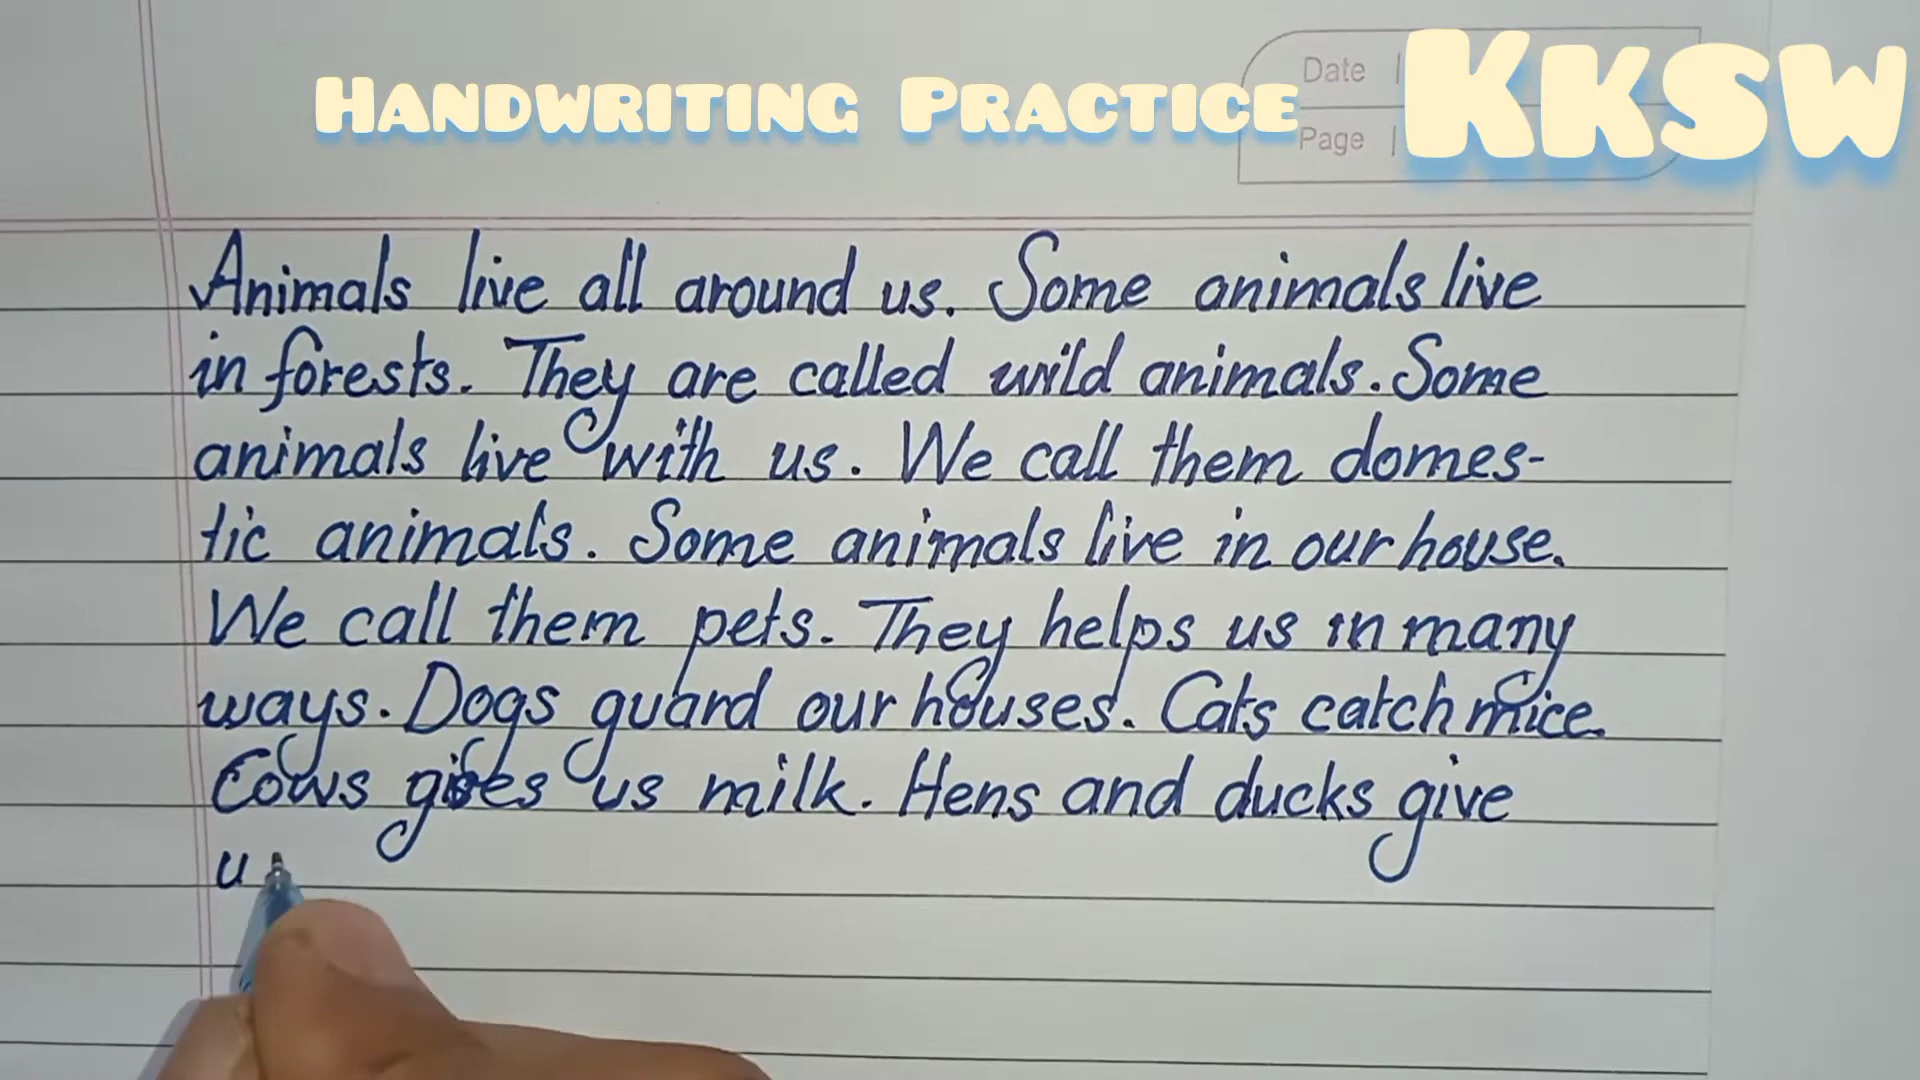 Handwriting Practice KKSW
Date
Page
Animals live all around us. Some animals live
in forests. They are called wild animals. Some
animals live with us. We call them domes-
tic animals. Some animals live in our house.
We call them pets. They helps us in many
ways. Dogs guard our houses. Cats catch mice.
Cows gives us milk. Hens and ducks give
u